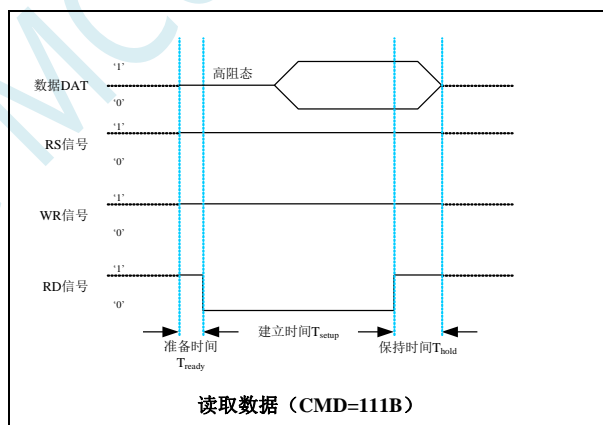 ‘1’
高阻态
数据DAT
‘0’
‘1’
RS信号
‘0’
‘1’
WR信号
‘0’
‘1’
RD信号
‘0’
建立时间Tsetup
准备时间
Tready
保持时间Thold
读取数据（CMD=111B）